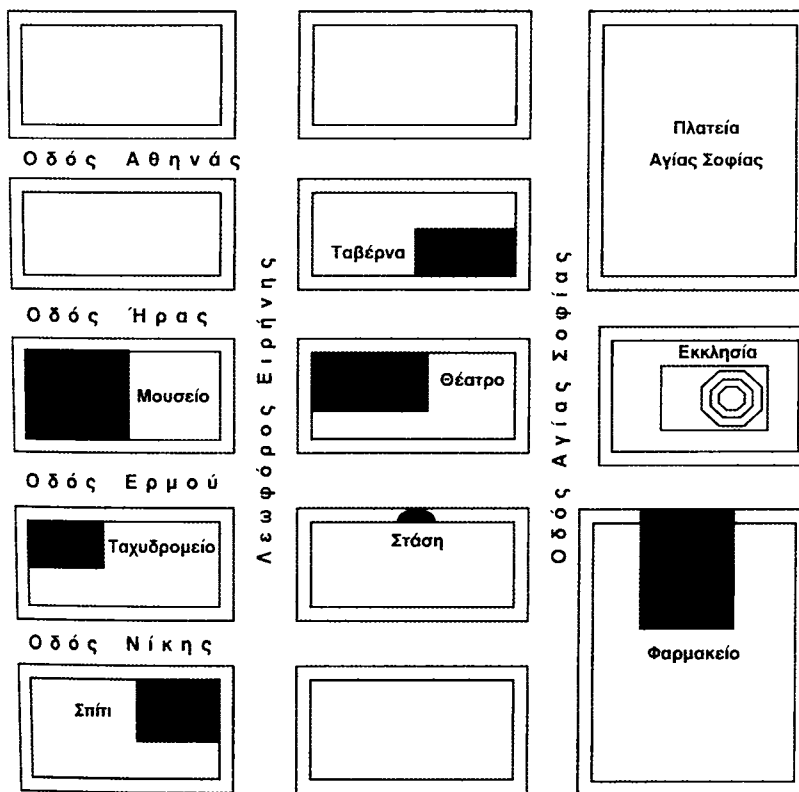 Πλατεία
Αγίας Σοφίας
Οδός Αθηνάς
Ταβέρνα
Λεωφόρος Ειρήνης
Οδός Αγίας Σοφίας
Οδός Ήρας
Μουσείο
Θέατρο
Εκκλησία
Οδός Ερμού
Ταχυδρομείο
Στάση
Οδός Νίκης
Φαρμακείο
Σπίτι